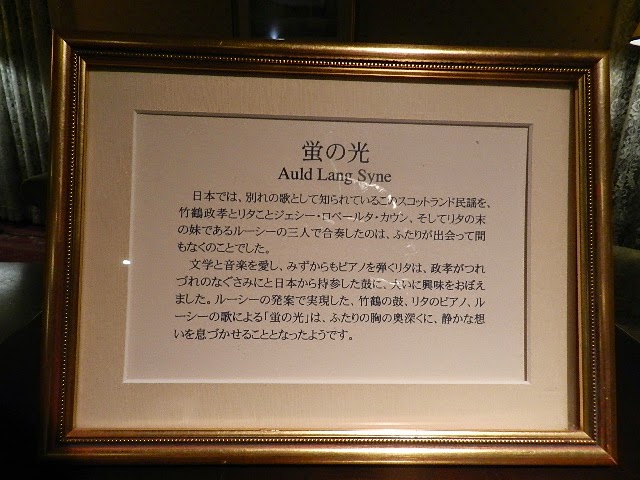 蛍の光
Auld Lang Syne
日本では、別れの歌として知られているこのスコットランド民謡を、
竹鶴政孝とリタことジェシー・ロベールタ・カウン、そしてリタの末
の妹であるルーシーの三人で合奏したのは、ふたりが出会って間
もなくのことでした。
文学と音楽を愛し、みずからもピアノを弾くリタは、政孝がつれ
づれのなぐさみにと日本から持参した鼓に、大いに興味をおぼえ
ました。ルーシーの発案で実現した、竹鶴の鼓、リタのピアノ、ル
ーシーの歌による「蛍の光」は、ふたりの胸の奥深くに、静かな想
いを息づかせることとなったようです。